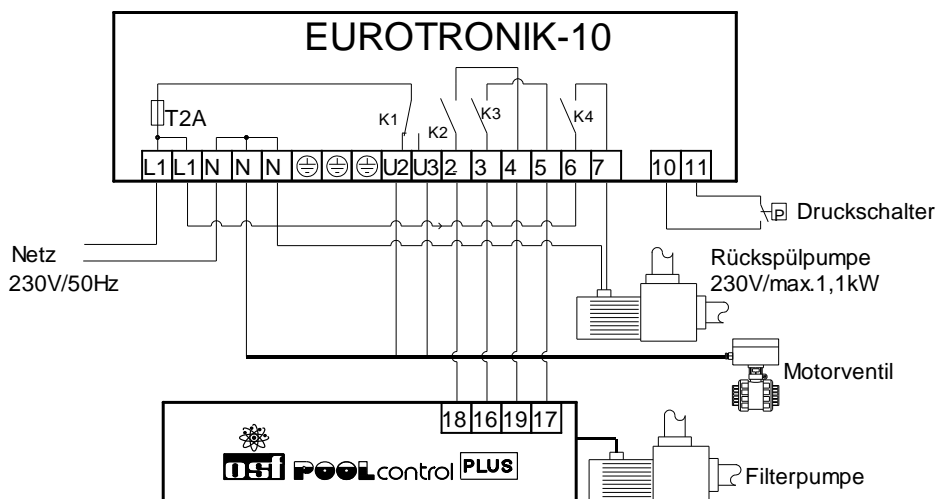 EUROTRONIK-10
T2A
K1
K2
K3
K4
L1 L1 N N N U2 U3 2 3 4 5 6 7 10 11
P Druckschalter
Netz
230V/50Hz
Rückspülpumpe
230V/max.1,1kW
Motorventil
18 16 19 17
osf POOLcontrol PLUS
Filterpumpe